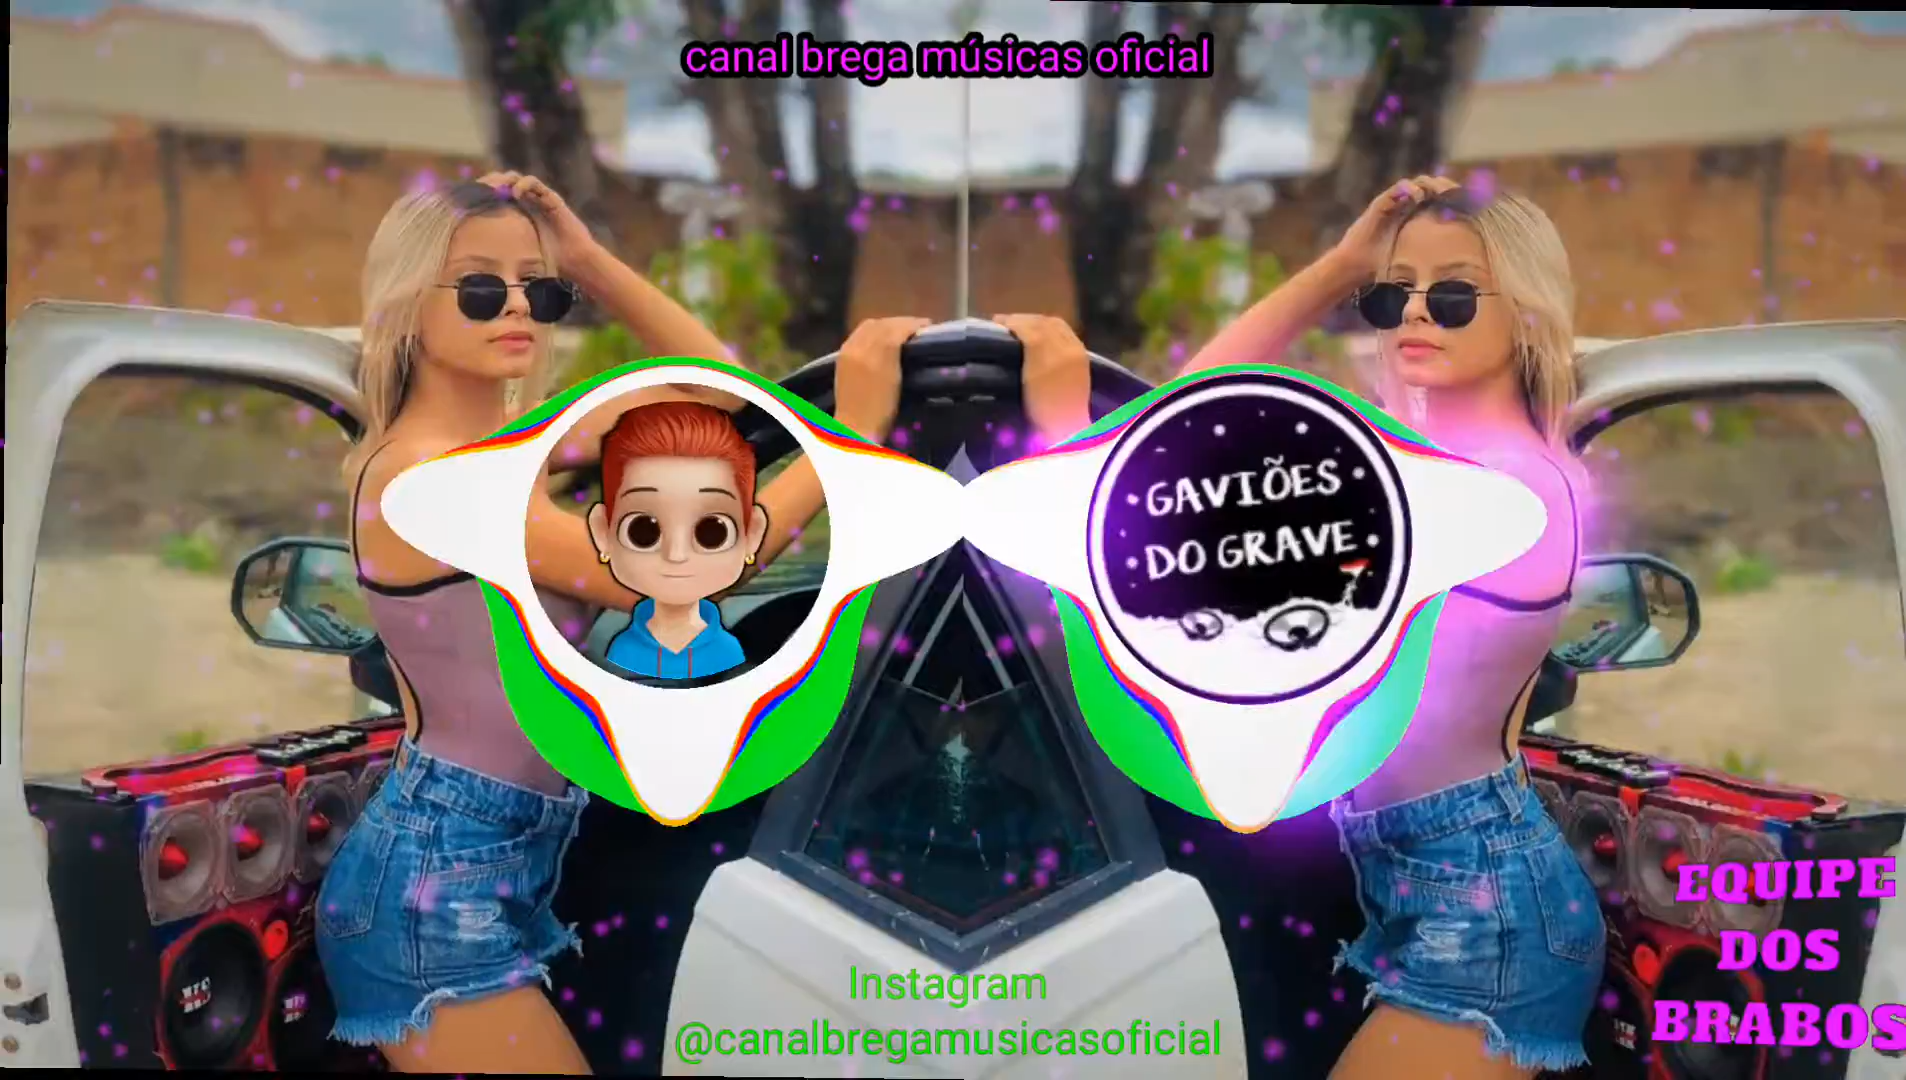 canal brega músicas oficial
GAVIÕES
DO GRAVE
Instagram
@canalbregamusicasoficial
EQUIPE
DOS
BRABOS